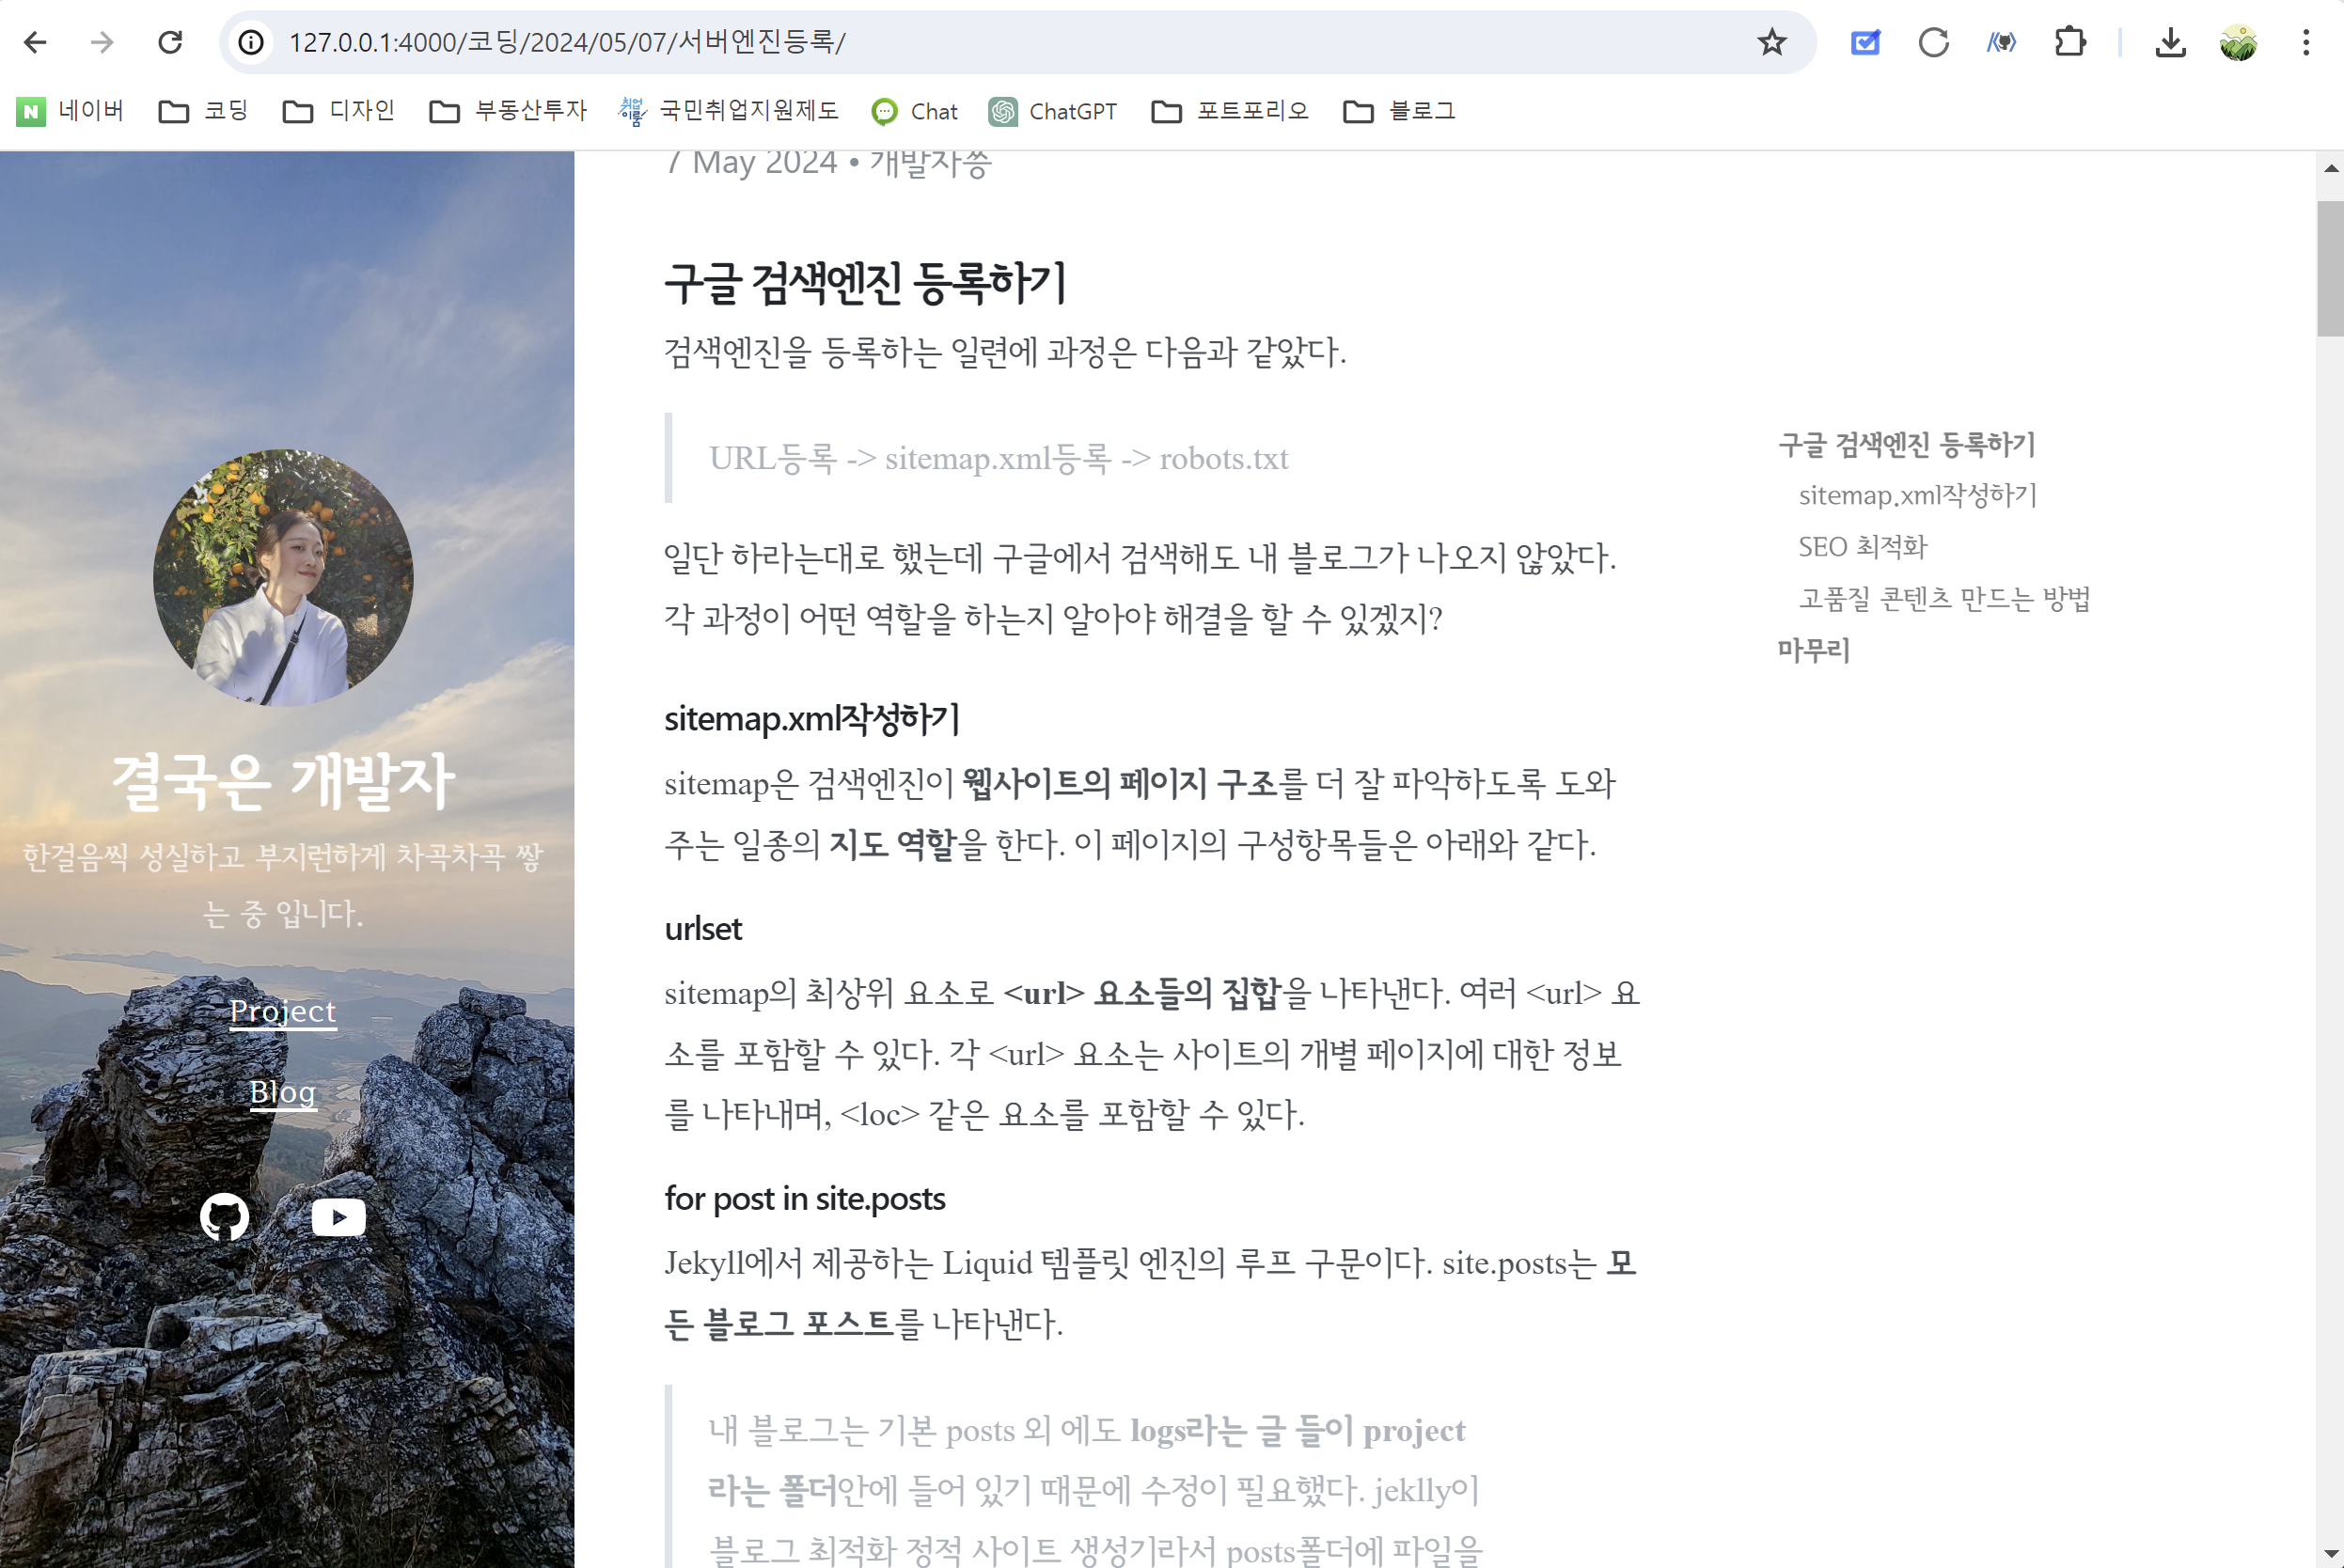 127.0.0.1:4000/코딩/2024/05/07/서버엔진등록/
네이버 코딩 디자인 부동산투자 취업이룸 국민취업지원제도 Chat ChatGPT 포트포리오 블로그
결국은 개발자
한걸음씩 성실하고 부지런하게 차곡차곡 쌓
는 중 입니다.
Project
Blog
7 May 2024 • 개발자쏭
구글 검색엔진 등록하기
검색엔진을 등록하는 일련에 과정은 다음과 같았다.
URL등록 -> sitemap.xml등록 -> robots.txt
일단 하라는대로 했는데 구글에서 검색해도 내 블로그가 나오지 않았다.
각 과정이 어떤 역할을 하는지 알아야 해결을 할 수 있겠지?
sitemap.xml작성하기
sitemap은 검색엔진이 웹사이트의 페이지 구조를 더 잘 파악하도록 도와
주는 일종의 지도 역할을 한다. 이 페이지의 구성항목들은 아래와 같다.
urlset
sitemap의 최상위 요소로 <url> 요소들의 집합을 나타낸다. 여러 <url> 요
소를 포함할 수 있다. 각 <url> 요소는 사이트의 개별 페이지에 대한 정보
를 나타내며, <loc> 같은 요소를 포함할 수 있다.
for post in site.posts
Jekyll에서 제공하는 Liquid 템플릿 엔진의 루프 구문이다. site.posts는 모
든 블로그 포스트를 나타낸다.
내 블로그는 기본 posts 외 에도 logs라는 글 들이 project
라는 폴더안에 들어 있기 때문에 수정이 필요했다. jeklly이
블로그 최적화 정적 사이트 생성기라서 posts폴더에 파일을
구글 검색엔진 등록하기
sitemap.xml작성하기
SEO 최적화
고품질 콘텐츠 만드는 방법
마무리